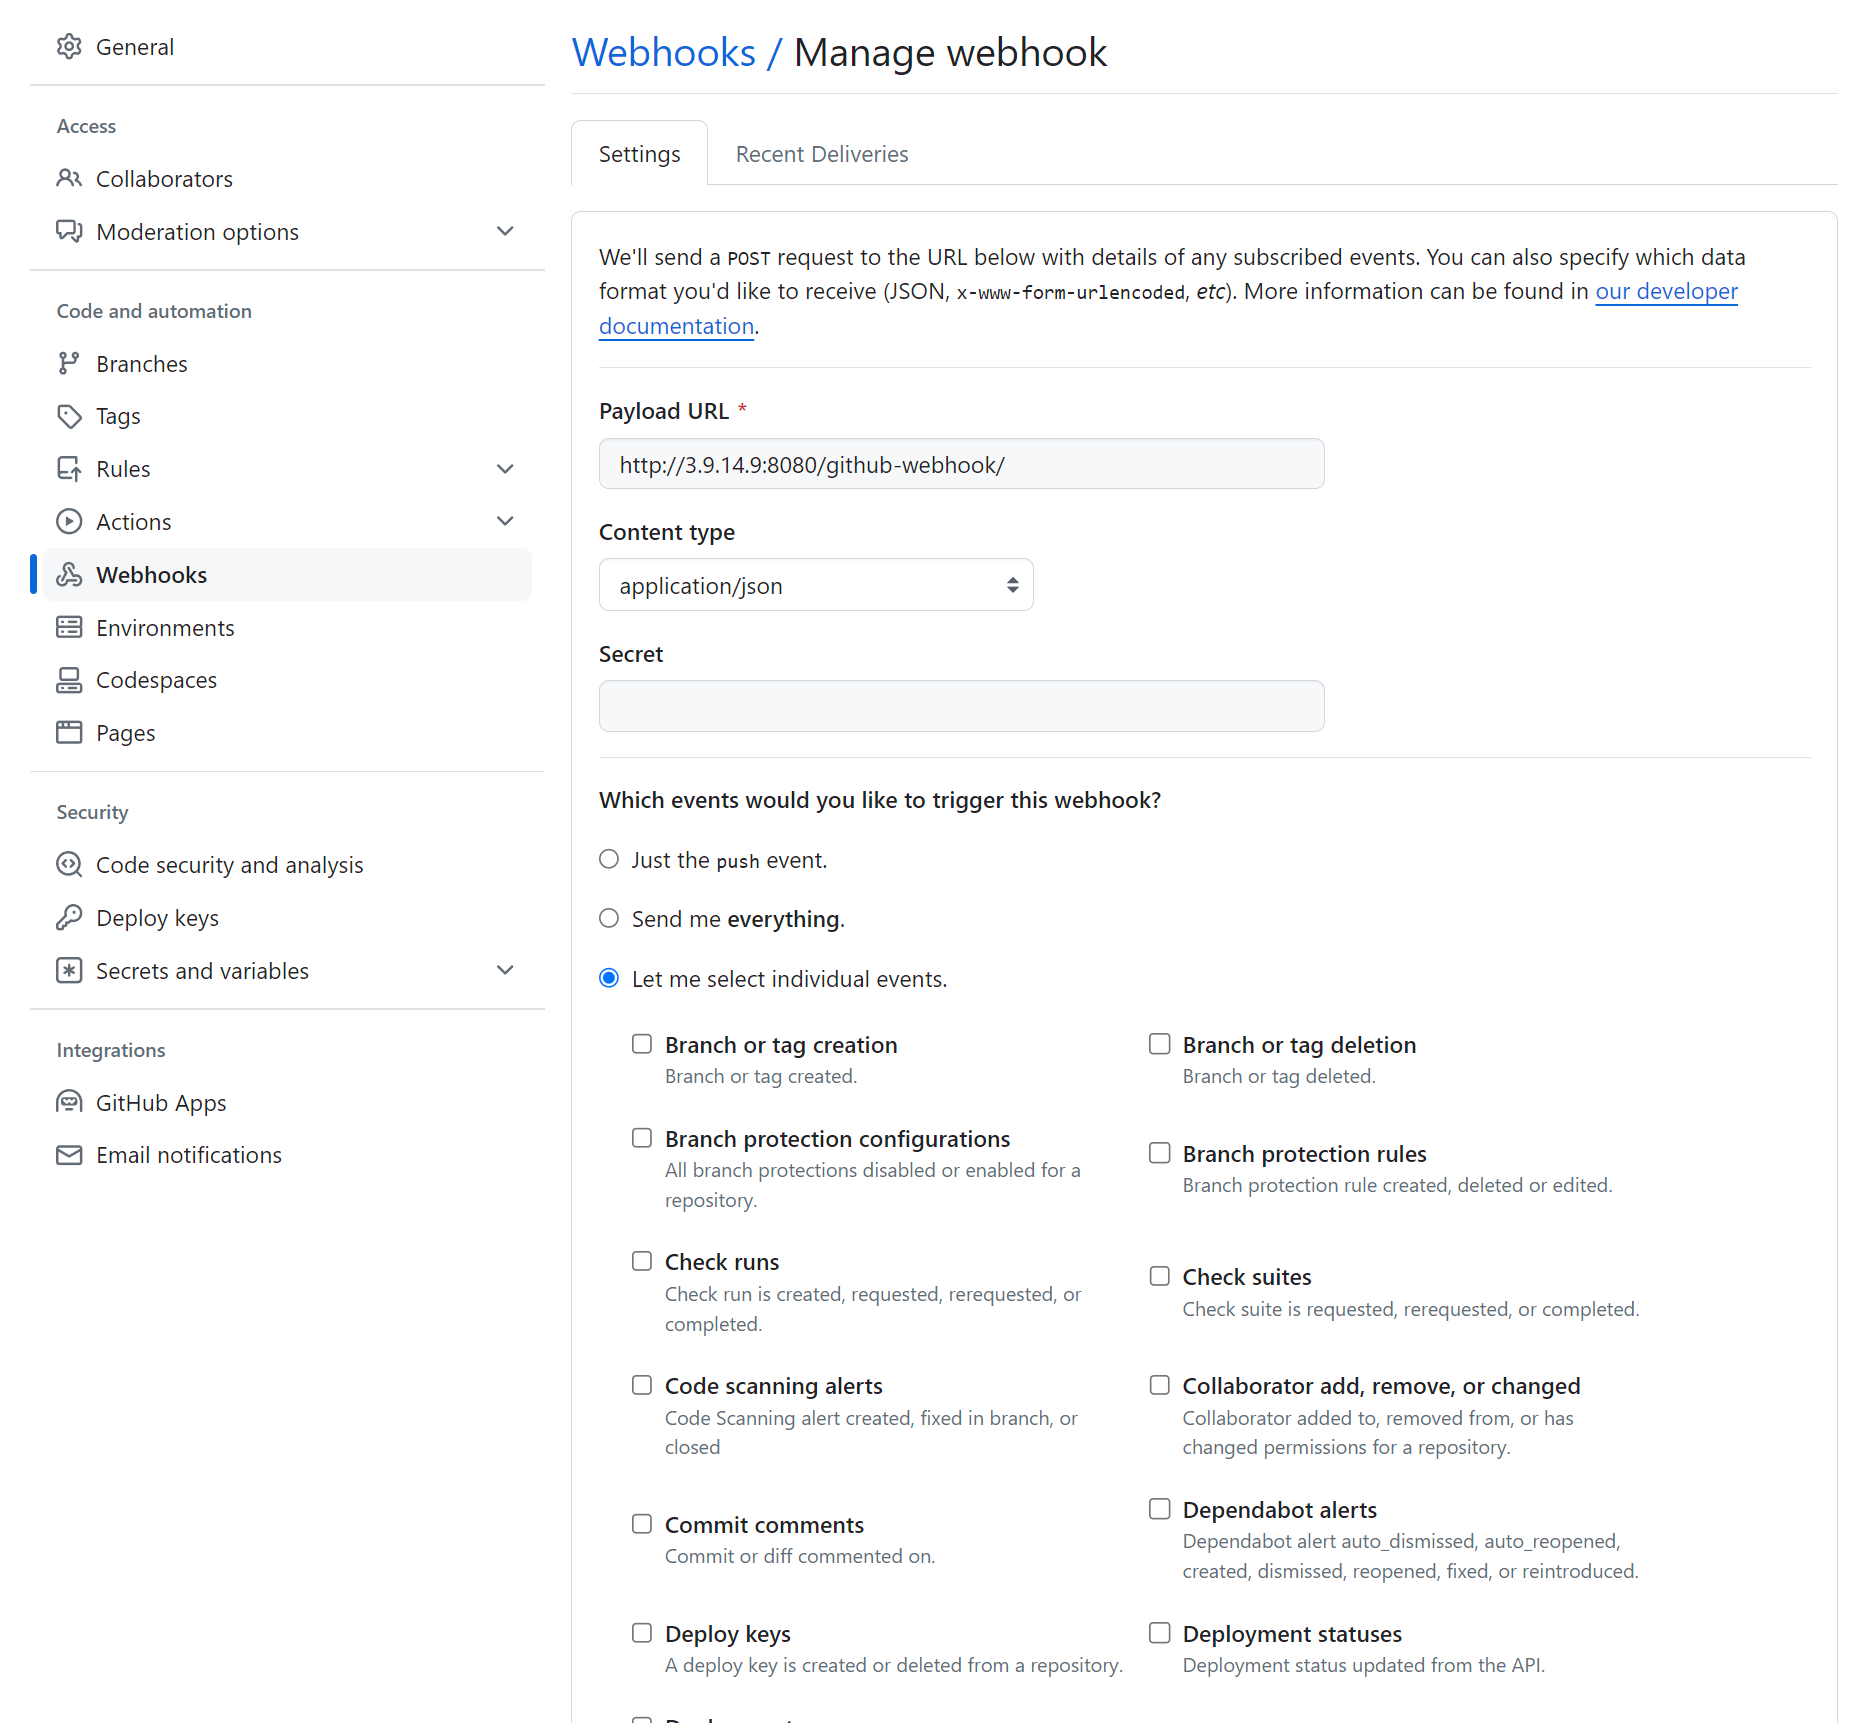 General
Access
Collaborators
Moderation options
Code and automation
Branches
Tags
Rules
Actions
Webhooks
Environments
Codespaces
Pages
Security
Code security and analysis
Deploy keys
Secrets and variables
Integrations
GitHub Apps
Email notifications
Webhooks / Manage webhook
Settings
Recent Deliveries
We'll send a POST request to the URL below with details of any subscribed events. You can also specify which data
format you'd like to receive (JSON, x-www-form-urlencoded, etc). More information can be found in our developer
documentation.
Payload URL *
http://3.9.14.9:8080/github-webhook/
Content type
application/json
Secret
Which events would you like to trigger this webhook?
Just the push event.
Send me everything.
Let me select individual events.
Branch or tag creation
Branch or tag created.
Branch or tag deletion
Branch or tag deleted.
Branch protection configurations
All branch protections disabled or enabled for a
repository.
Branch protection rules
Branch protection rule created, deleted or edited.
Check runs
Check run is created, requested, rerequested, or
completed.
Check suites
Check suite is requested, rerequested, or completed.
Code scanning alerts
Code Scanning alert created, fixed in branch, or
closed
Collaborator add, remove, or changed
Collaborator added to, removed from, or has
changed permissions for a repository.
Commit comments
Commit or diff commented on.
Dependabot alerts
Dependabot alert auto_dismissed, auto_reopened,
created, dismissed, reopened, fixed, or reintroduced.
Deploy keys
A deploy key is created or deleted from a repository.
Deployment statuses
Deployment status updated from the API.